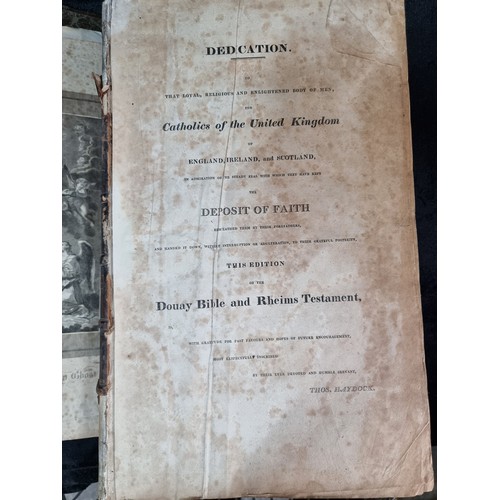 DEDICATION.
TO
THAT LOYAL, RELIGIOUS AND ENLIGHTENED BODY OF MEN,
THE
Catholics of the United Kingdom
OF
ENGLAND, IRELAND, and SCOTLAND,
IN ADMIRATION OF THE STEADY ZEAL WITH WHICH THEY HAVE KEPT
THE
DEPOSIT OF FAITH
BEQUEATHED THEM BY THEIR FOREFATHERS,
AND HANDED IT DOWN, WITHOUT INTERRUPTION OR ADULTERATION, TO THEIR GRATEFUL POSTERITY,
THIS EDITION
OF THE
Douay Bible and Rheims Testament,
WITH GRATITUDE FOR PAST FAVOURS AND HOPES OF FUTURE ENCOURAGEMENT,
MOST RESPECTFULLY INSCRIBED
BY THEIR EVER DEVOTED AND HUMBLE SERVANT,
THOS. HAYDOCK.